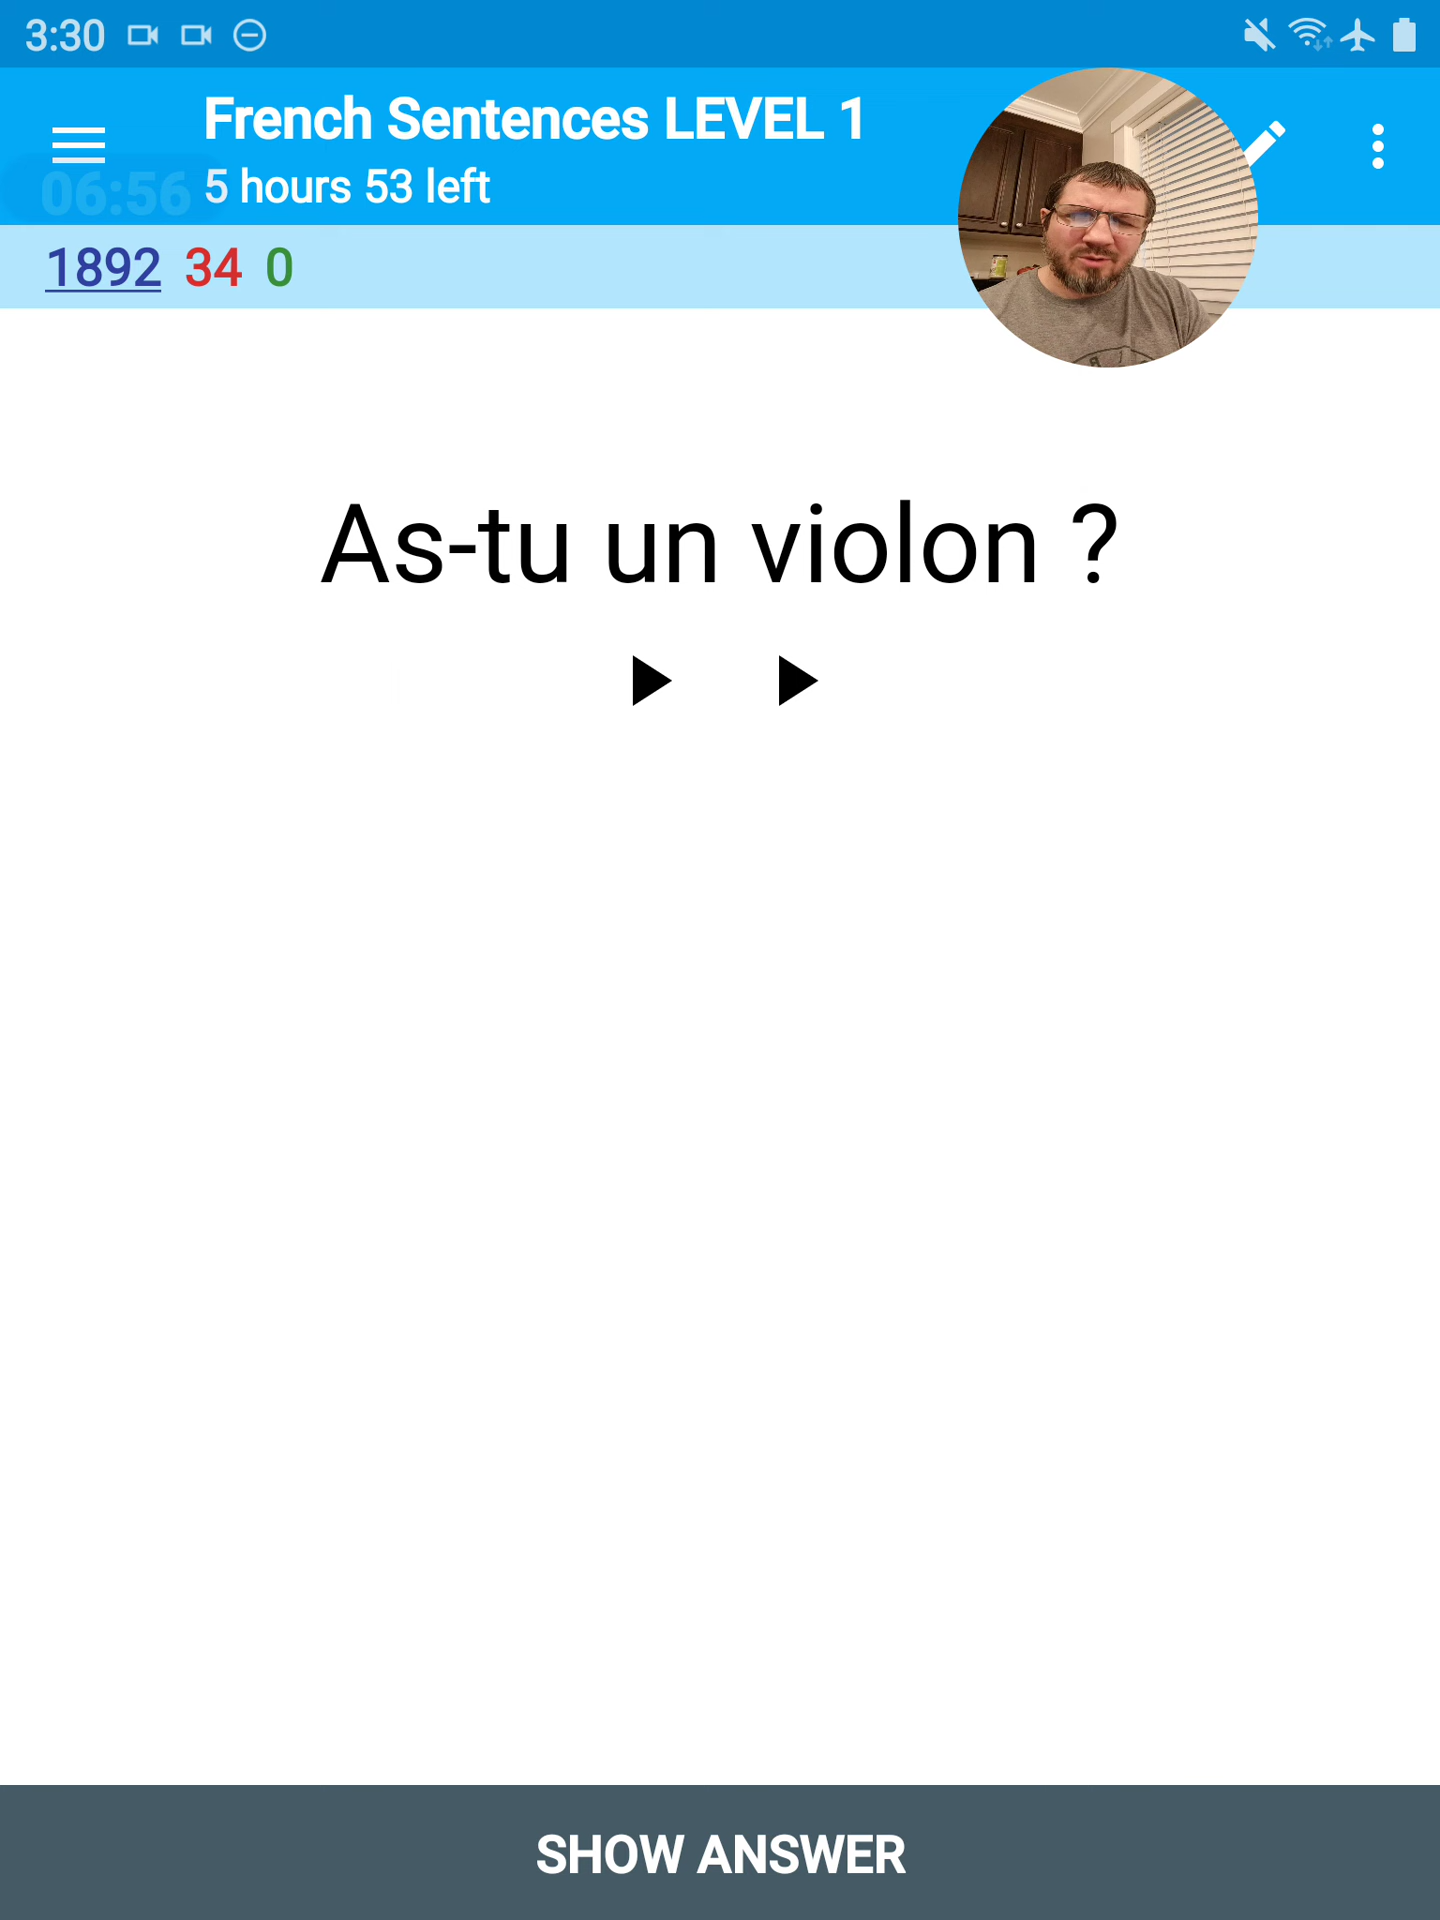 3:30
French Sentences LEVEL 1
06:56
5 hours 53 left
1892 34 0
As-tu un violon ?
SHOW ANSWER